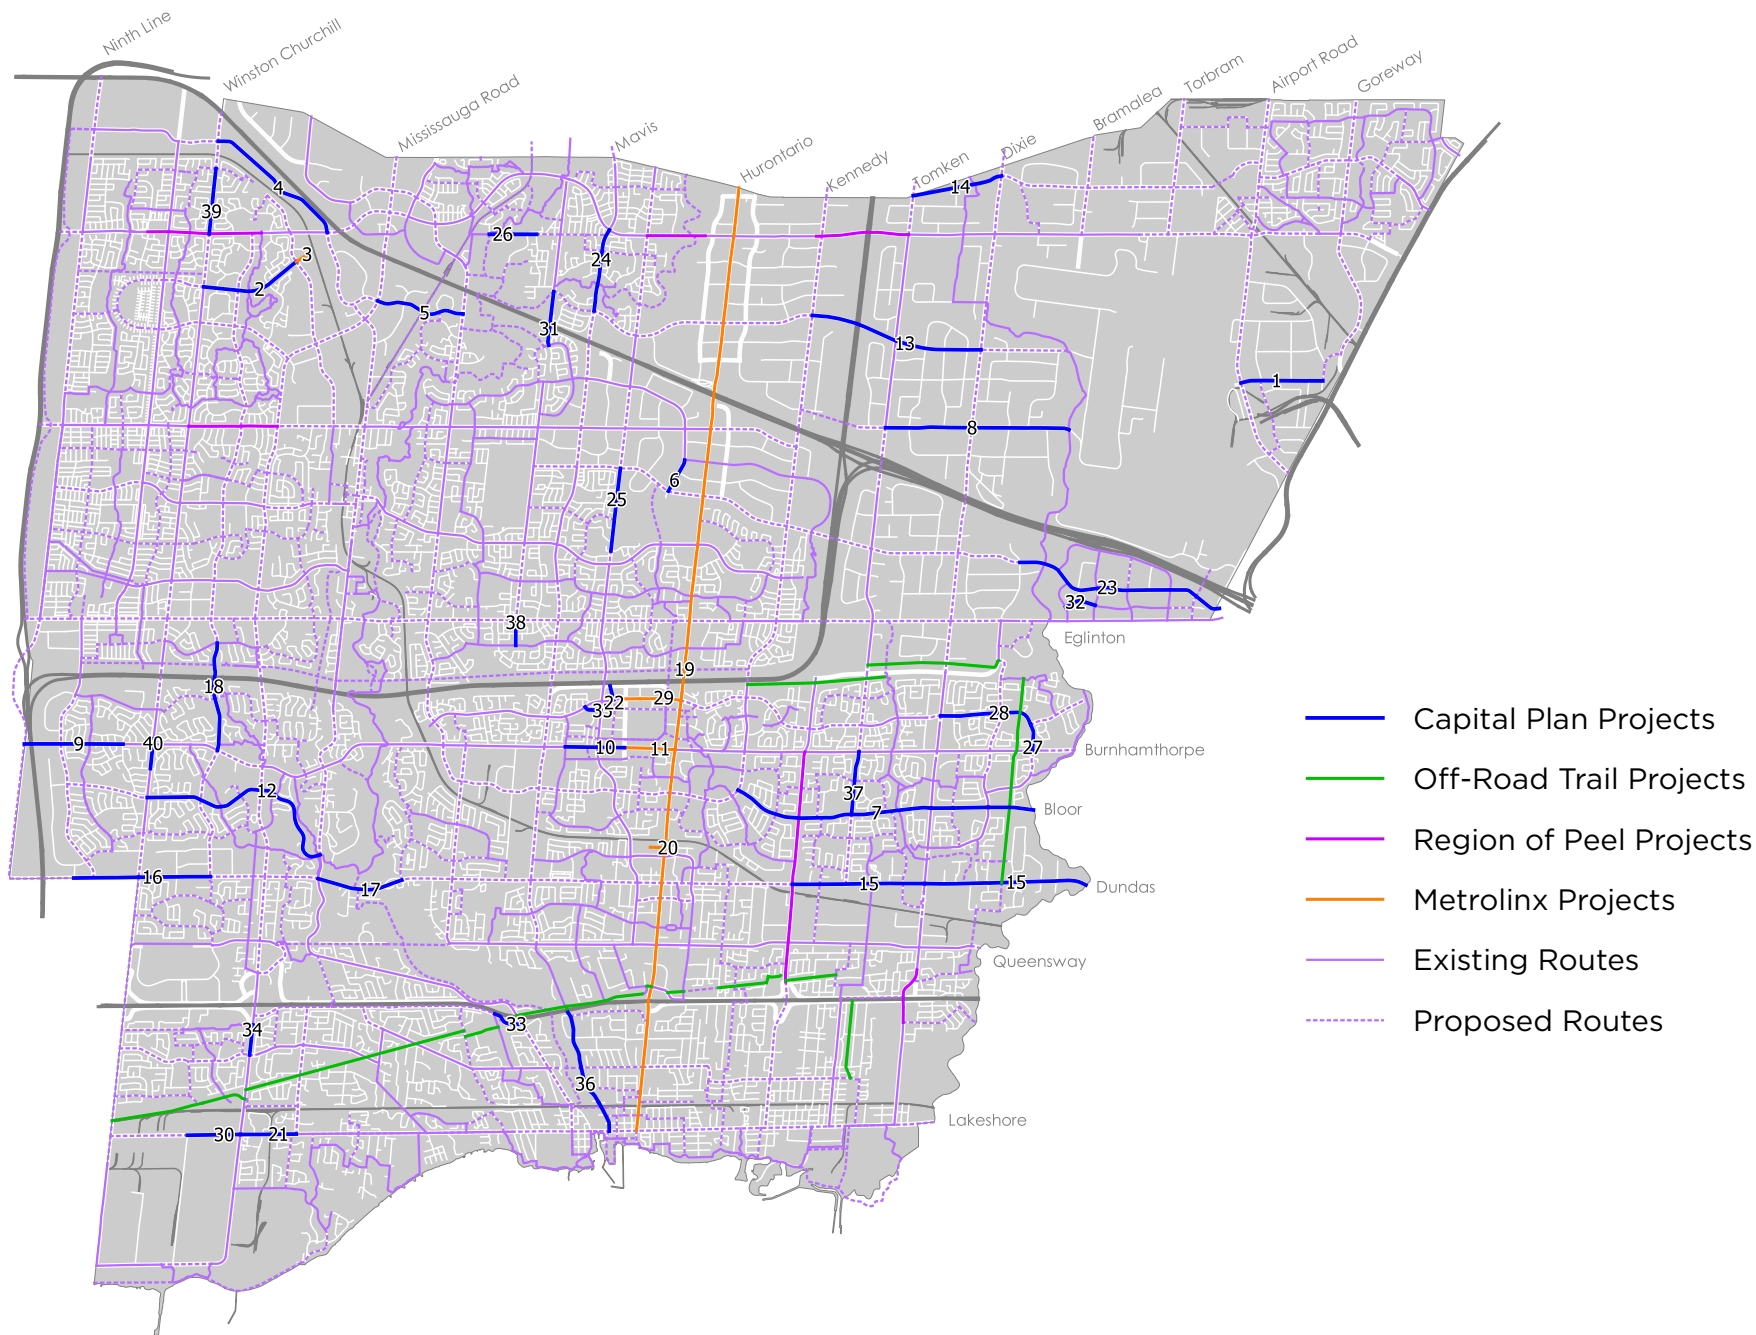 Ninth Line
Winston Churchill
Mississauga Road
Mavis
Hurontario
Kennedy
Tomken
Dixie
Bramalea
Torbram
Airport Road
Goreway
4
14
39
26
24
3
2
5
31
13
1
8
6
25
23
32
38
Eglinton
19
18
22
29
35
28
9
40
10
11
27
Burnhamthorpe
12
37
7
Bloor
20
16
17
15
15
Dundas
Queensway
33
34
36
Lakeshore
30
21
Capital Plan Projects
Off-Road Trail Projects
Region of Peel Projects
Metrolinx Projects
Existing Routes
Proposed Routes